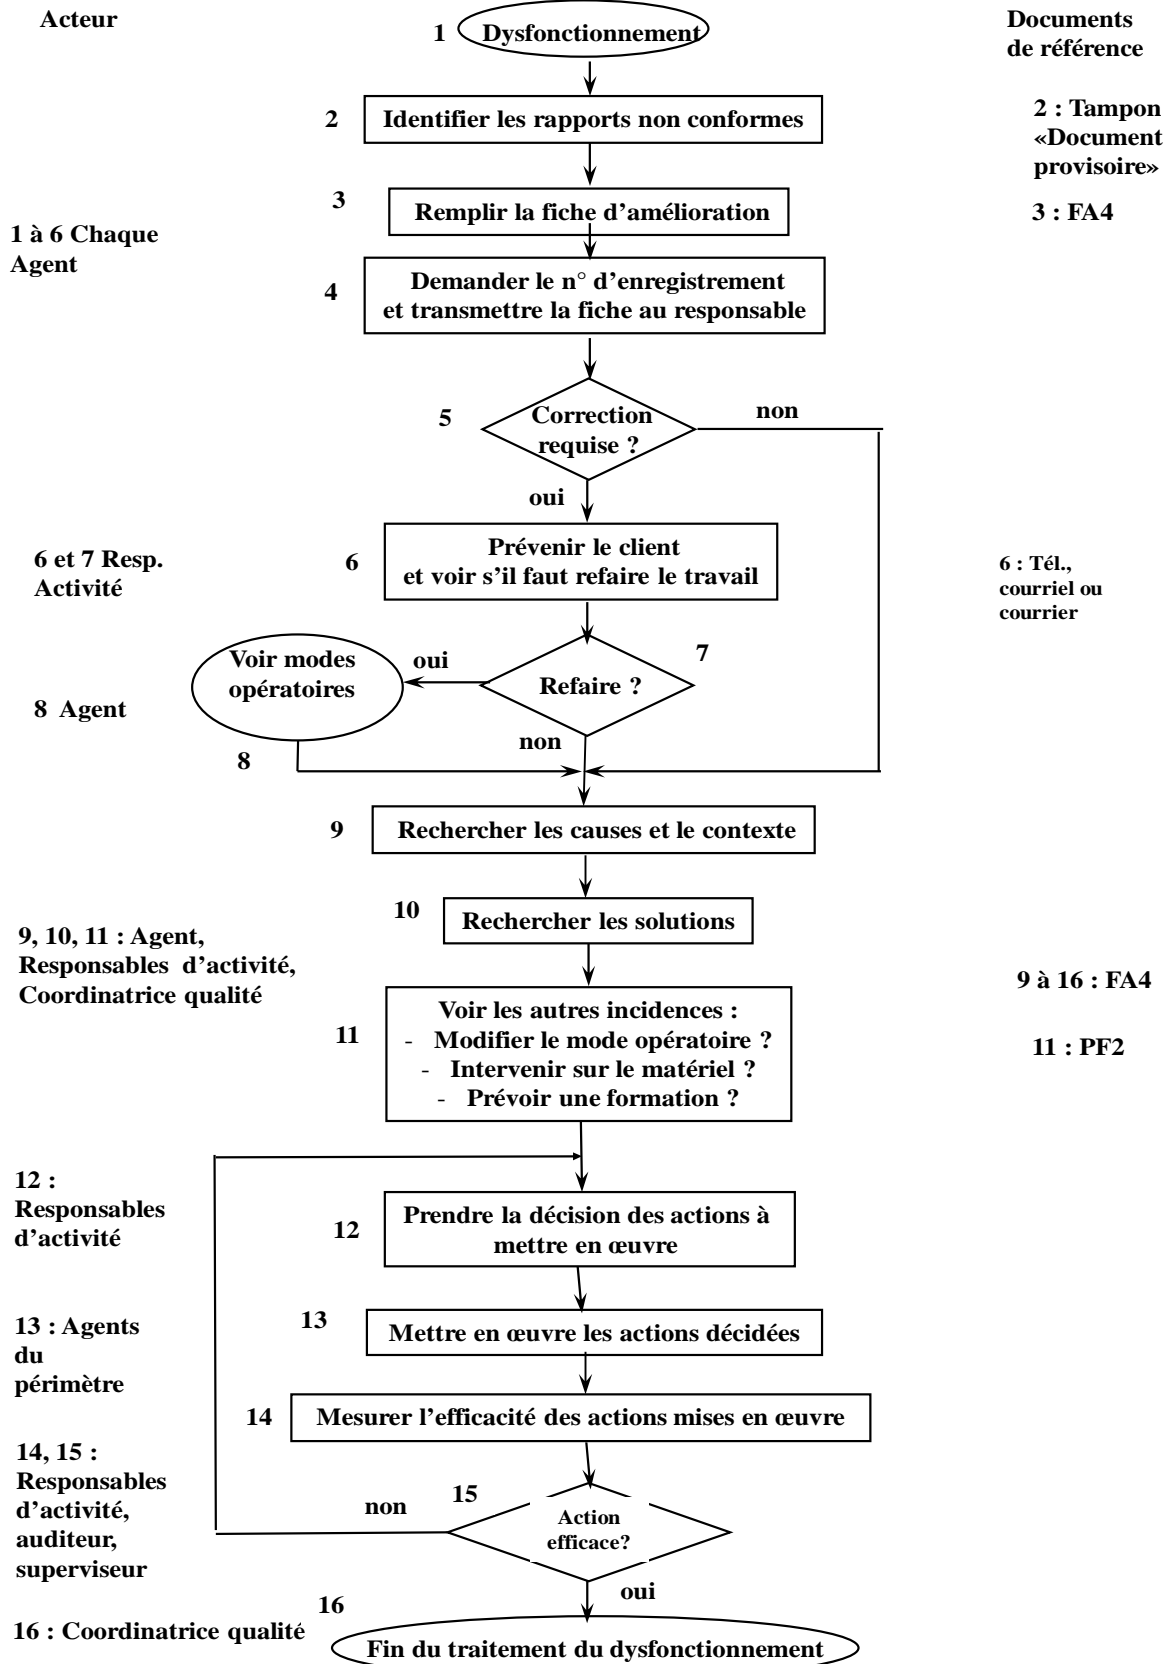 Acteur
Documents
de référence
1
Dysfonctionnement
2
Identifier les rapports non conformes
2 : Tampon
«Document
provisoire»
3
Remplir la fiche d’amélioration
3 : FA4
1 à 6 Chaque
Agent
4
Demander le n° d’enregistrement
et transmettre la fiche au responsable
5
Correction
requise ?
non
oui
6 et 7 Resp.
Activité
6
Prévenir le client
et voir s’il faut refaire le travail
6 : Tél.,
courriel ou
courrier
7
Voir modes
opératoires
oui
Refaire ?
8 Agent
non
8
9
Rechercher les causes et le contexte
10
Rechercher les solutions
9, 10, 11 : Agent,
Responsables d’activité,
Coordinatrice qualité
9 à 16 : FA4
11
Voir les autres incidences :
- Modifier le mode opératoire ?
- Intervenir sur le matériel ?
- Prévoir une formation ?
11 : PF2
12 :
Responsables
d’activité
12
Prendre la décision des actions à
mettre en œuvre
13 : Agents
du
périmètre
13
Mettre en œuvre les actions décidées
14
Mesurer l’efficacité des actions mises en œuvre
14, 15 :
Responsables
d’activité,
auditeur,
superviseur
15
non
Action
efficace?
oui
16
16 : Coordinatrice qualité
Fin du traitement du dysfonctionnement